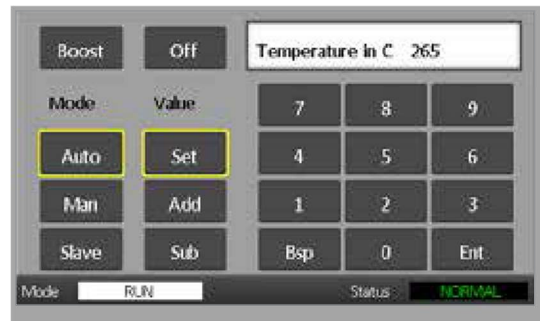 Boost Off Temperature in C 265
Mode Value 7 8 9
Auto Set 4 5 6
Man Add 1 2 3
Slave Sub Bsp 0 Ent
Mode RUN Status NORMAL